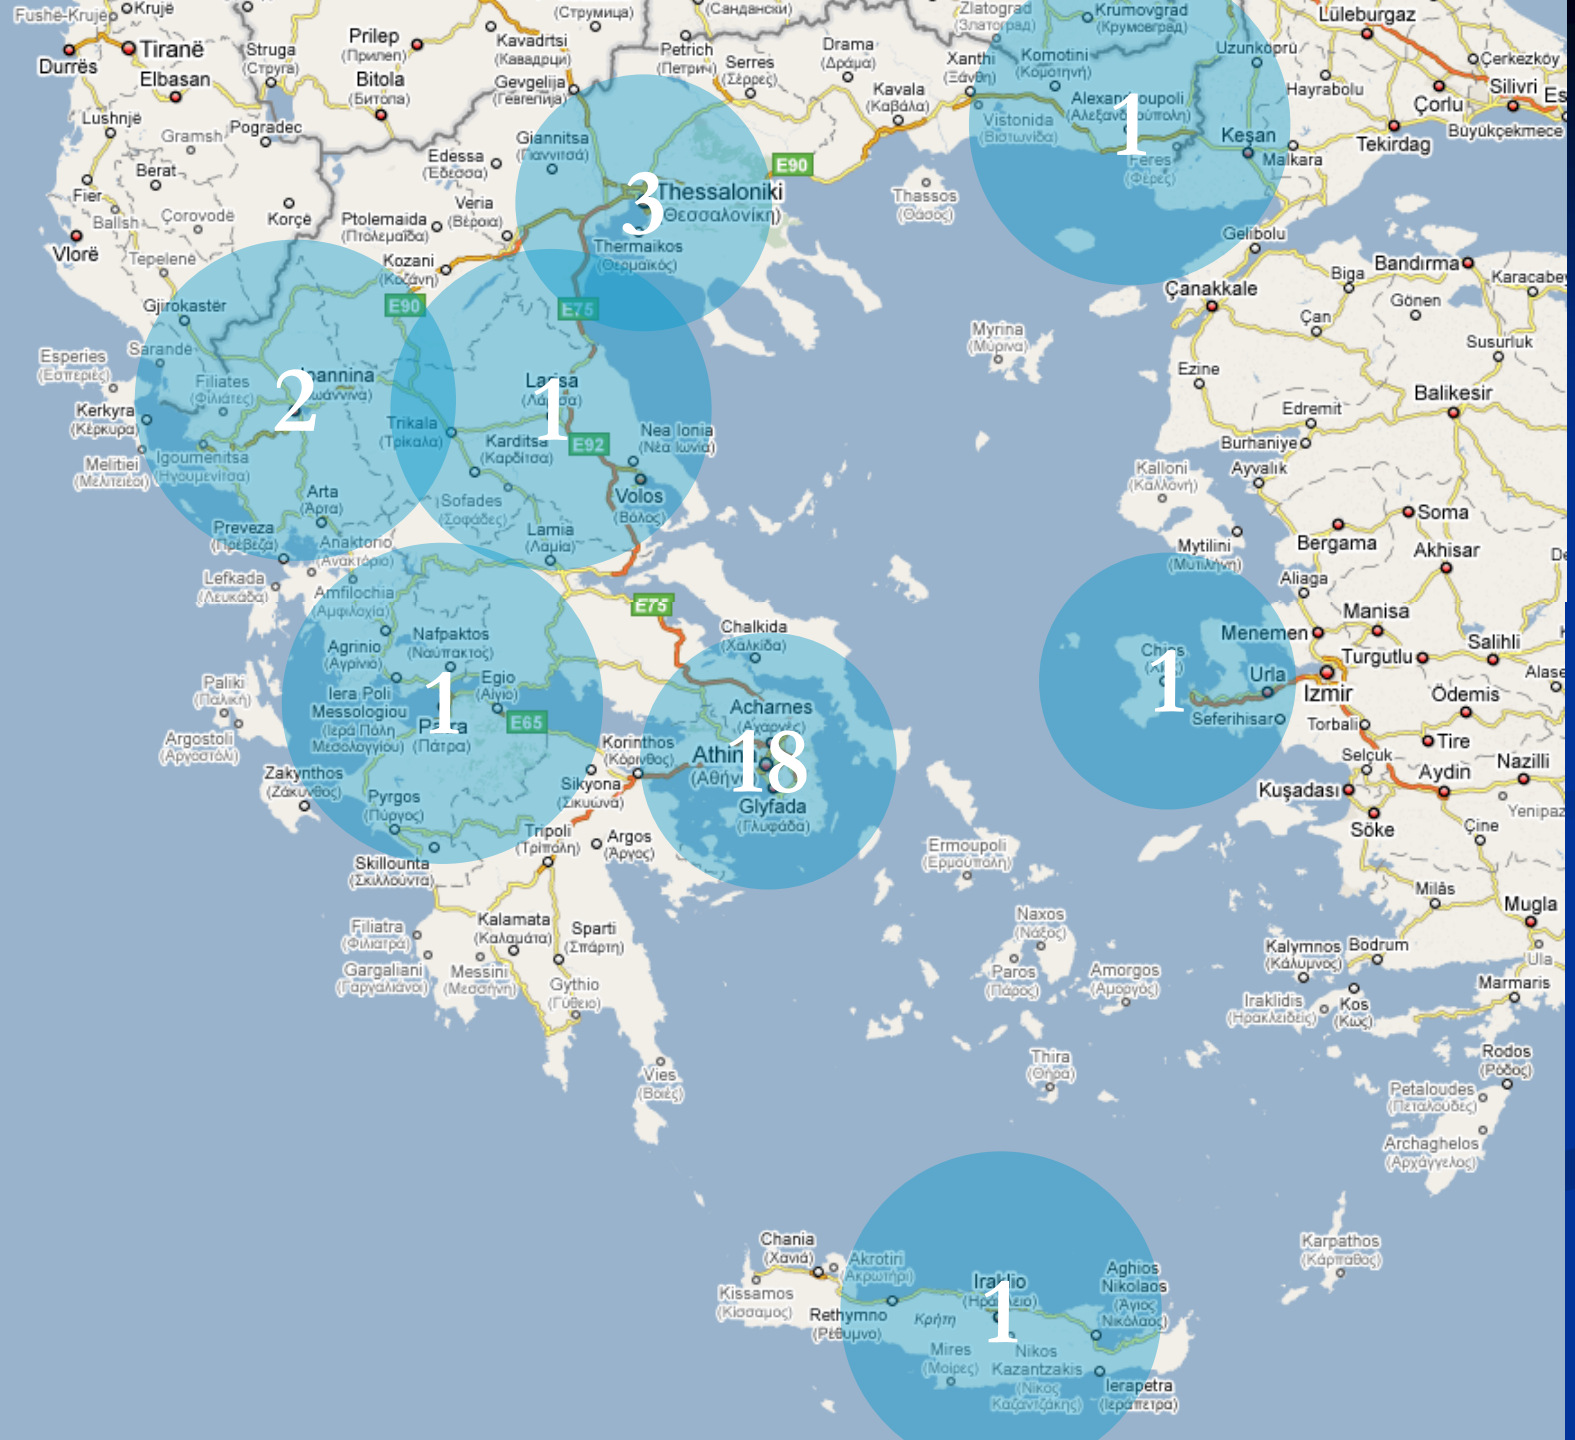 Fushë-Krujë
Krujë
Tiranë
Durrës
Elbasan
Struga
(Струга)
Prilep
(Прилеп)
Bitola
(Битола)
(Струмица)
Kavadrtsi
(Кавадрци)
Gevgelija
(Гевгелија)
(Сандански)
Petrich
(Петрич)
Serres
(Σέρρες)
Drama
(Δράμα)
Kavala
(Καβάλα)
Xanthi
(Ξάνθη)
Zlatograd
(Златоград)
Krumovgrad
(Крумовград)
Komotini
(Κομοτηνή)
Vistonida
(Βιστωνίδα)
1
Feres
(Φέρες)
Uzunköprü
Keşan
Malkara
Lüleburgaz
Hayrabolu
Çerkezköy
Çorlu
Silivri
Es
Büyükçekmece
Tekirdag
Lushnjë
Gramsh
Pogradec
Berat
Fier
Ballsh
Çorovodë
Korçë
Vlorë
Tepelenë
Gjirokastër
Sarandë
Edessa
(Έδεσσα)
Giannitsa
(Γιαννιτσά)
Veria
(Βέροια)
Ptolemaida
(Πτολεμαΐδα)
Kozani
(Κοζάνη)
E90
3
Thessaloniki
(Θεσσαλονίκη)
Thermaikos
(Θερμαϊκός)
E90
E75
Thassos
(Θάσος)
Gelibolu
Çanakkale
Biga
Bandırma
Karacabey
Gönen
Çan
Susurluk
Myrina
(Μύρινα)
Ezine
Edremit
Balikesir
Burhaniye
Ayvalık
Esperies
(Εσπεριές)
Kerkyra
(Κέρκυρα)
Melitiei
(Μελιτειέοι)
Filiates
(Φιλιάτες)
2
Igoumenitsa
(Ηγουμενίτσα)
Trikala
(Τρίκαλα)
1
E92
Karditsa
(Καρδίτσα)
Nea Ionia
(Νέα Ιωνία)
Volos
(Βόλος)
Sofades
(Σοφάδες)
Lamia
(Λαμία)
Arta
(Άρτα)
Preveza
(Πρέβεζα)
Anaktorio
(Ανακτόριο)
Lefkada
(Λευκάδα)
Amfilochia
(Αμφιλοχία)
Kalloni
(Καλλονή)
Mytilini
(Μυτιλήνη)
Bergama
Soma
Akhisar
Aliaga
Manisa
Menemen
Turgutlu
Salihli
Urla
Izmir
Seferihisar
Torbali
Ödemis
Tire
Selçuk
Aydin
Nazilli
Kuşadası
Söke
Çine
Milâs
Mugla
Ula
Marmaris
1
E75
Chalkida
(Χαλκίδα)
Agrinio
(Αγρίνιο)
Nafpaktos
(Ναύπακτος)
Egio
(Αίγιο)
Iera Poli
Messologiou
(Ιερά Πόλη
Μεσολογγίου)
1
(Πάτρα)
E65
Paliki
(Παλική)
Argostoli
(Αργοστόλι)
Zakynthos
(Ζάκυνθος)
Pyrgos
(Πύργος)
Skillounta
(Σκιλλούντα)
Korinthos
(Κόρινθος)
Sikyona
(Σικυώνα)
Acharnes
(Αχαρνές)
18
Glyfada
(Γλυφάδα)
Tripoli
(Τρίπολη)
Argos
(Άργος)
Ermoupoli
(Ερμούπολη)
Filiatra
(Φιλιατρά)
Kalamata
(Καλαμάτα)
Sparti
(Σπάρτη)
Gargaliani
(Γαργαλιάνοι)
Messini
(Μεσσήνη)
Gythio
(Γύθειο)
Vies
(Βοιές)
Naxos
(Νάξος)
Paros
(Πάρος)
Amorgos
(Αμοργός)
Thira
(Θήρα)
Kalymnos
(Κάλυμνος)
Bodrum
Iraklidis
(Ηρακλειδείς)
Kos
(Κως)
Rodos
(Ρόδος)
Petaloudes
(Πεταλούδες)
Archaghelos
(Αρχάγγελος)
Karpathos
(Κάρπαθος)
Chania
(Χανιά)
Akrotiri
(Ακρωτήρι)
Kissamos
(Κίσσαμος)
Rethymno
(Ρέθυμνο)
Κρήτη
1
Aghios
Nikolaos
(Άγιος
Νικόλαος)
Mires
(Μοίρες)
Nikos
Kazantzakis
(Νίκος
Καζαντζάκης)
Ierapetra
(Ιεράπετρα)